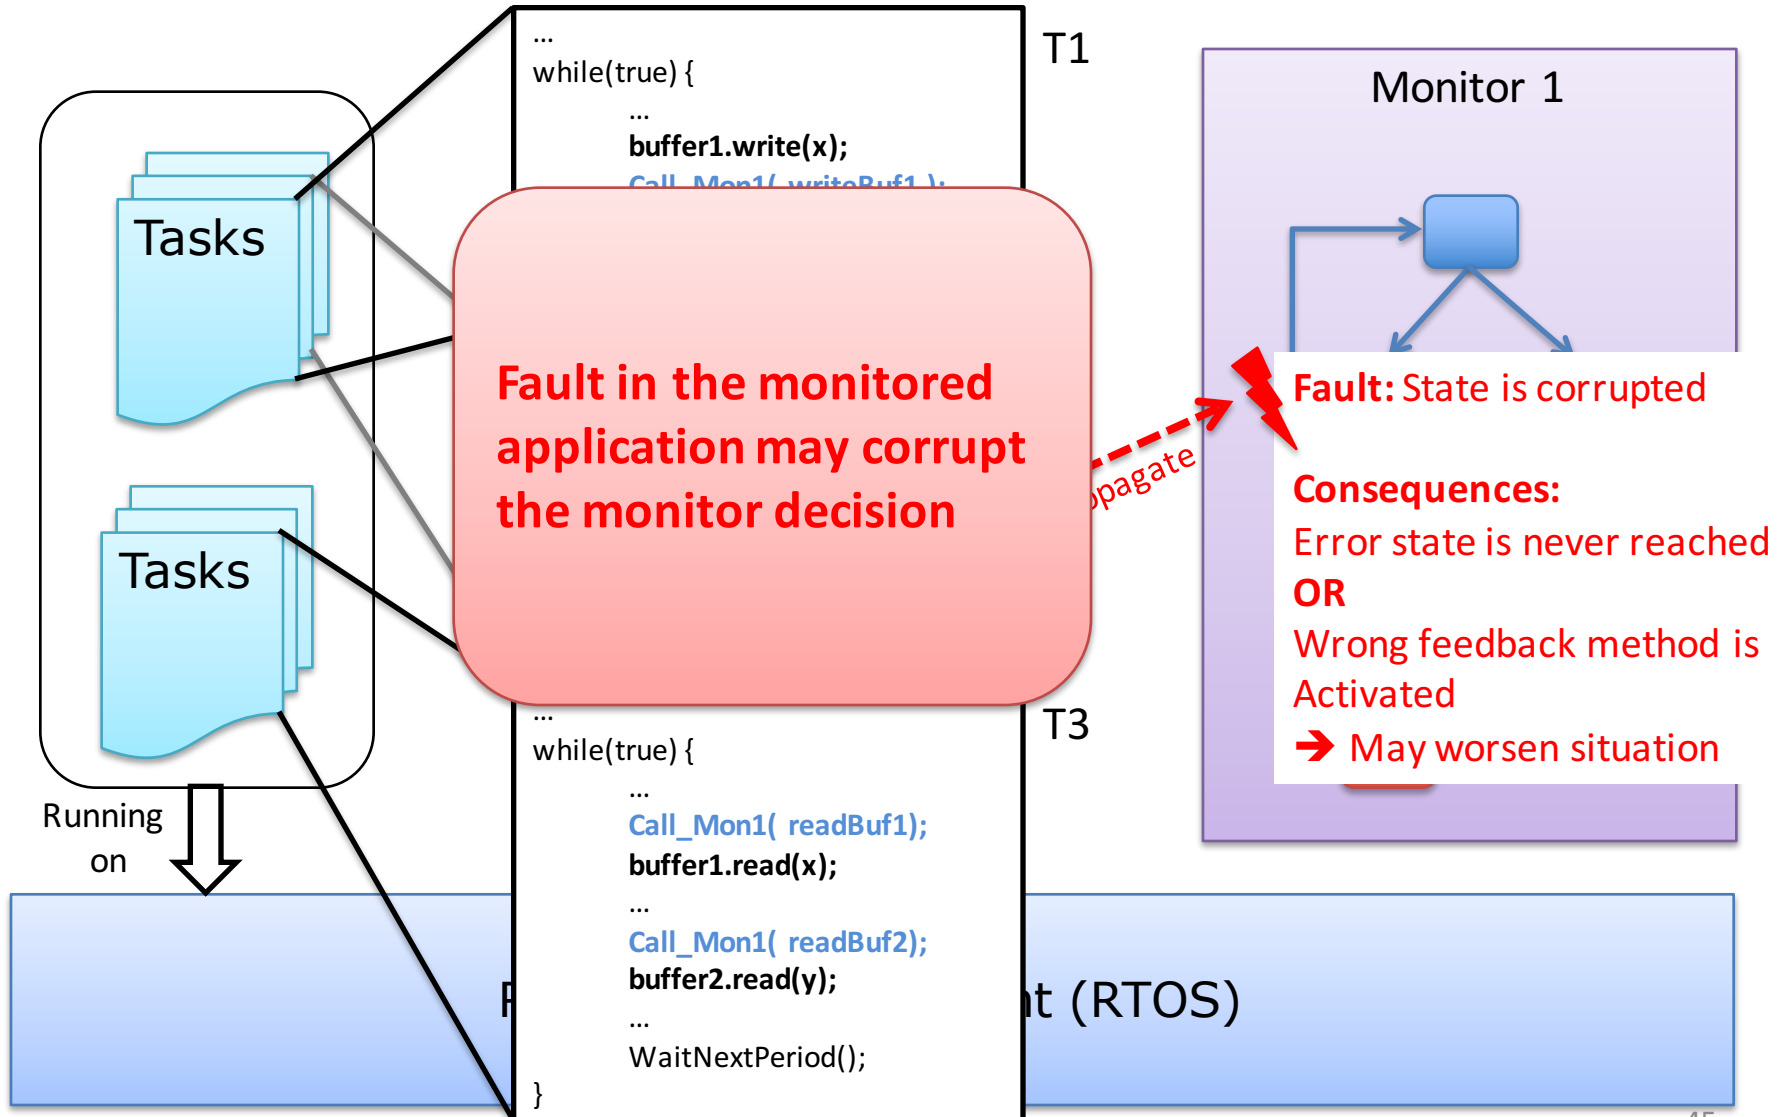 ...
while(true) {
...
buffer1.write(x);
Call_Mon1( writeBuf1 );
T1
Monitor 1
Tasks
Tasks
Fault in the monitored
application may corrupt
the monitor decision
Fault: State is corrupted
Consequences:
Error state is never reached
OR
Wrong feedback method is
Activated
➔ May worsen situation
...
while(true) {
...
Call_Mon1( readBuf1);
buffer1.read(x);
...
Call_Mon1( readBuf2);
buffer2.read(y);
...
WaitNextPeriod();
}
T3
Running
on
(RTOS)